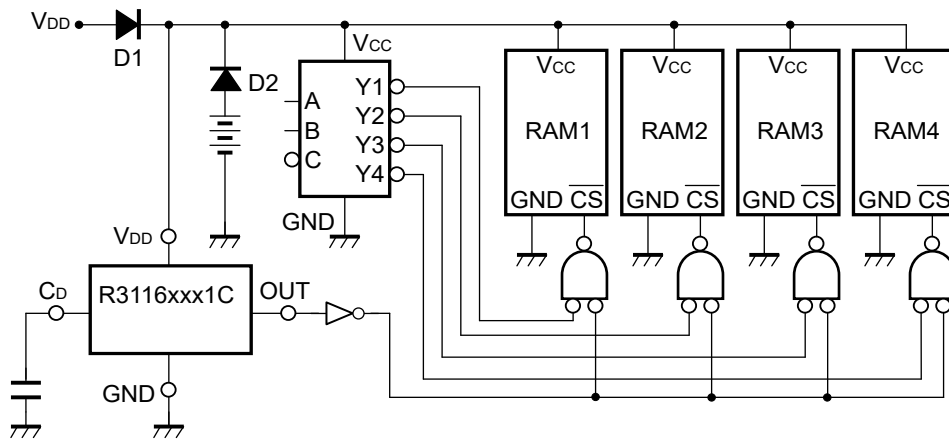 VDD
D1
D2
VCC
A
B
C
Y1
Y2
Y3
Y4
GND
VCC
RAM1
GND CS
VCC
RAM2
GND CS
VCC
RAM3
GND CS
VCC
RAM4
GND CS
VDD
CD
R3116xxx1C
OUT
GND